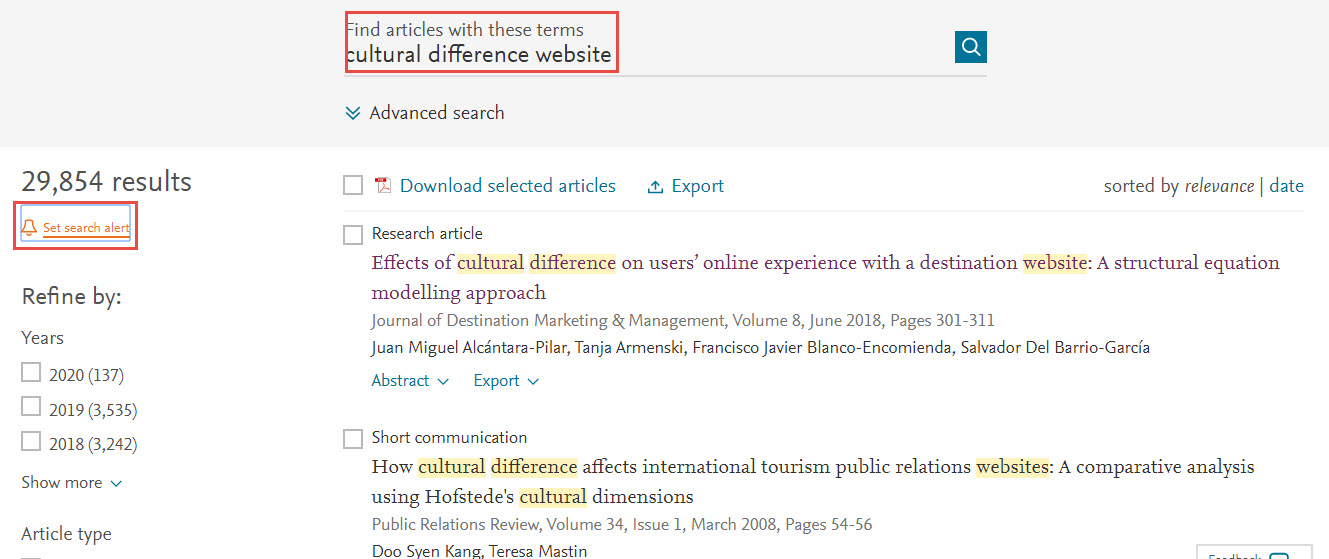 Find articles with these terms
cultural difference website
Advanced search
29,854 results
Set search alert
Refine by:
Years
2020 (137)
2019 (3,535)
2018 (3,242)
Show more
Article type
Download selected articles
Export
sorted by relevance | date
Research article
Effects of cultural difference on users’ online experience with a destination website: A structural equation
modelling approach
Journal of Destination Marketing & Management, Volume 8, June 2018, Pages 301-311
Juan Miguel Alcántara-Pilar, Tanja Armenski, Francisco Javier Blanco-Encomienda, Salvador Del Barrio-García
Abstract
Export
Short communication
How cultural difference affects international tourism public relations websites: A comparative analysis
using Hofstede's cultural dimensions
Public Relations Review, Volume 34, Issue 1, March 2008, Pages 54-56
Doo Syen Kang, Teresa Mastin
Feedback